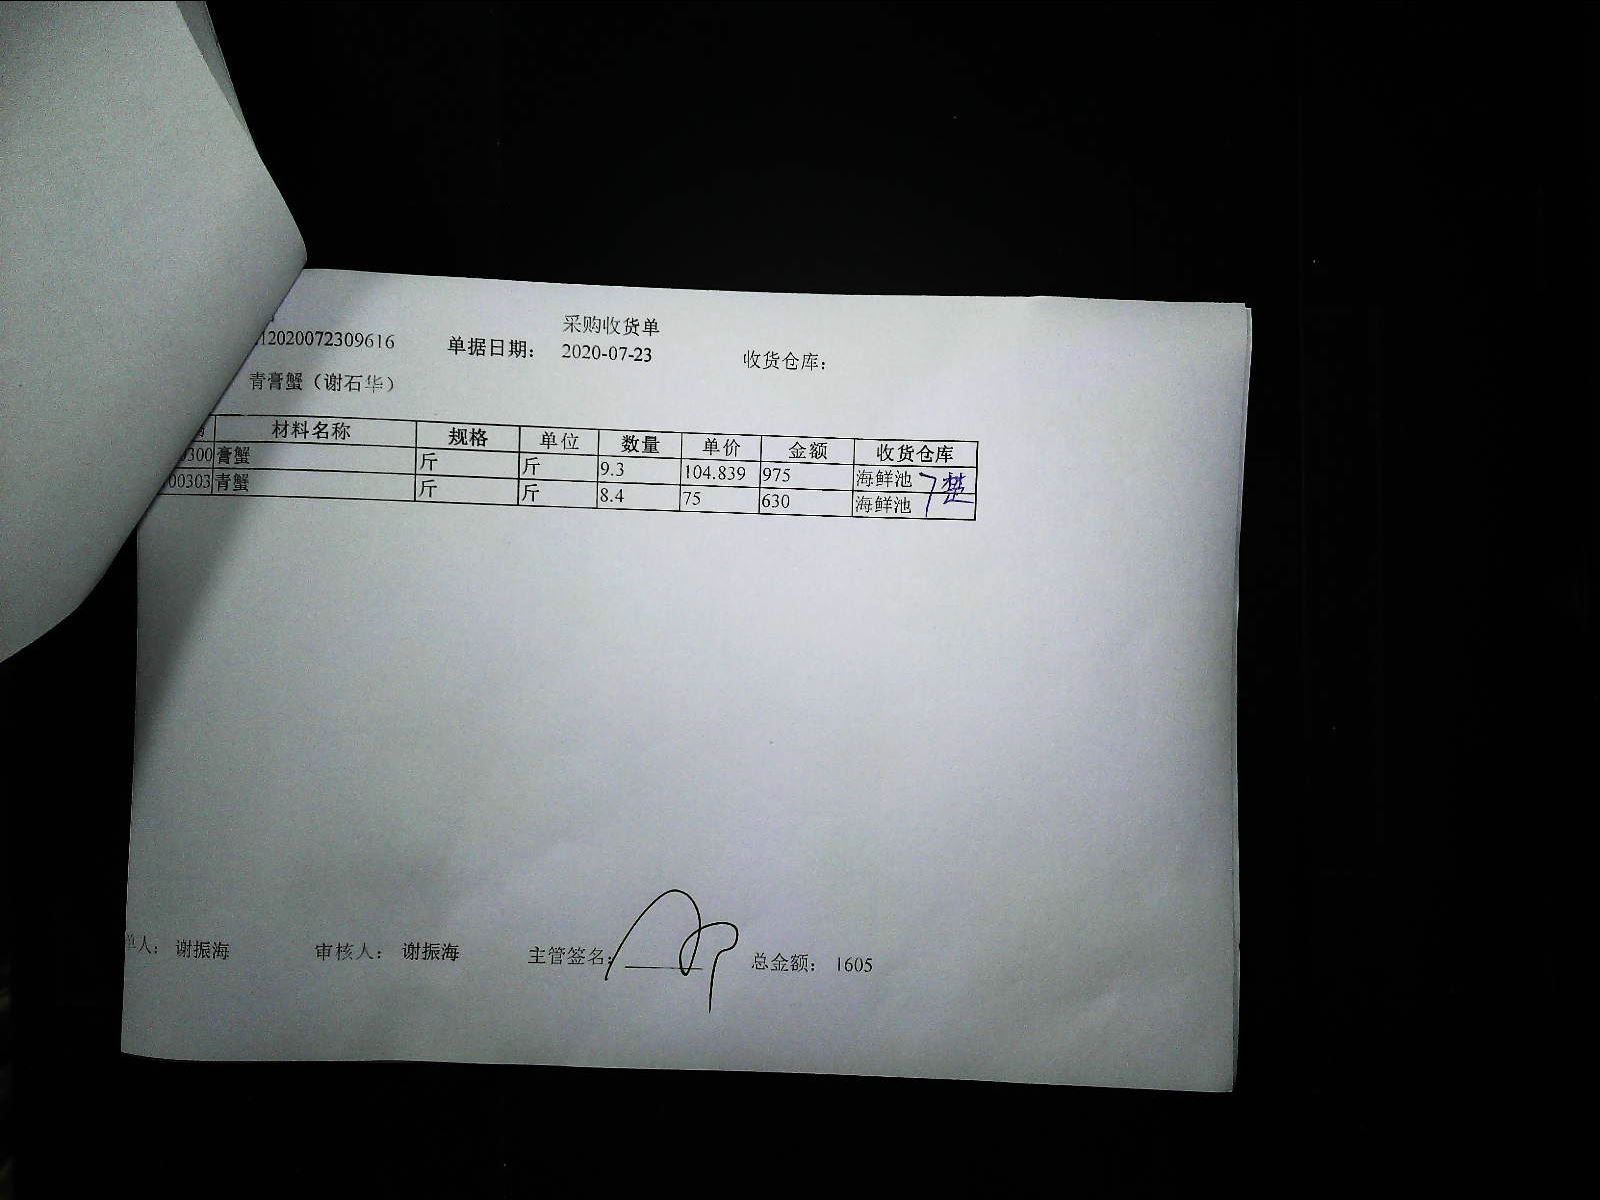 采购收货单
12020072309616 单据日期： 2020-07-23 收货仓库：
青膏蟹（谢石华）
材料名称 规格 单位 数量 单价 金额 收货仓库
0300 膏蟹 斤 斤 9.3 104.839 975 海鲜池
00303 青蟹 斤 斤 8.4 75 630 海鲜池
单人： 谢振海 审核人： 谢振海 主管签名： 总金额： 1605